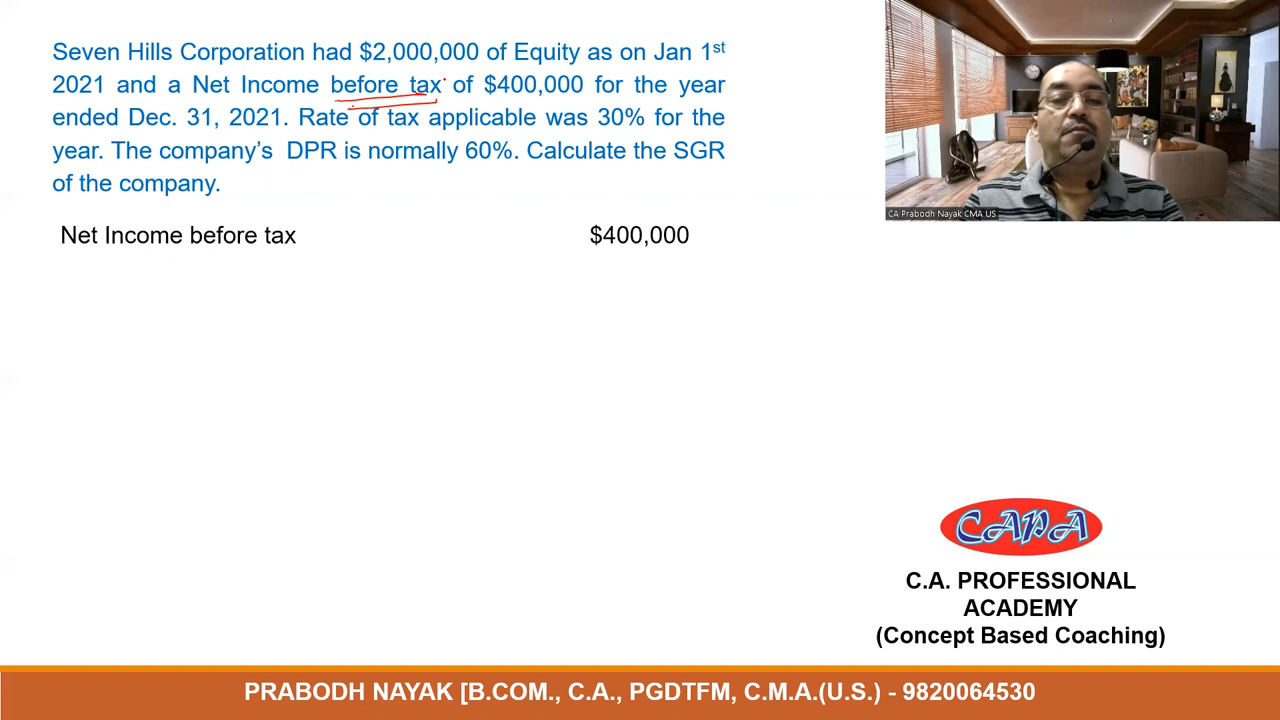 Seven Hills Corporation had $2,000,000 of Equity as on Jan 1st
2021 and a Net Income before tax of $400,000 for the year
ended Dec. 31, 2021. Rate of tax applicable was 30% for the
year. The company's DPR is normally 60%. Calculate the SGR
of the company.
Net Income before tax $400,000
CA Prabodh Nayak CMA US
CAPA
C.A. PROFESSIONAL
ACADEMY
(Concept Based Coaching)
PRABODH NAYAK [B.COM., C.A., PGDTFM, C.M.A.(U.S.) - 9820064530